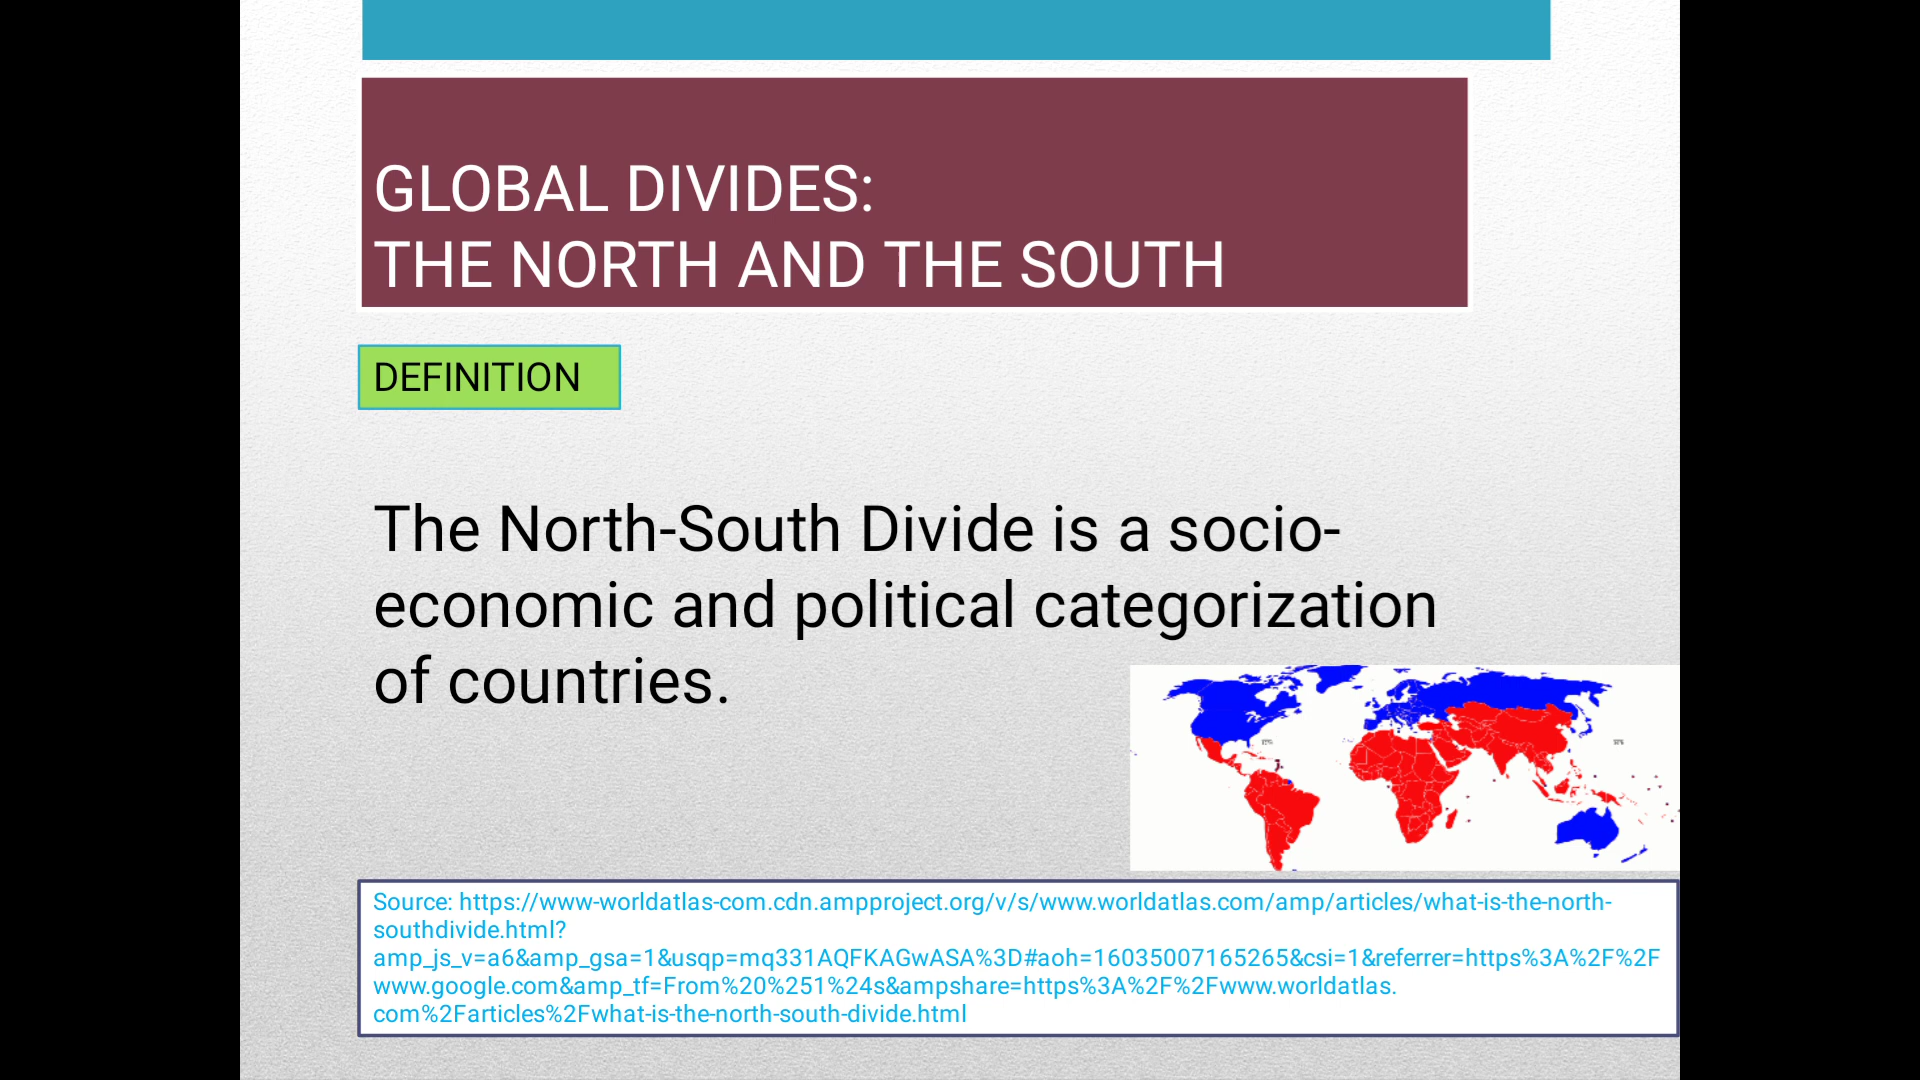 GLOBAL DIVIDES:
THE NORTH AND THE SOUTH
DEFINITION
The North-South Divide is a socio-
economic and political categorization
of countries.
Source: https://www-worldatlas-com.cdn.ampproject.org/v/s/www.worldatlas.com/amp/articles/what-is-the-north-
southdivide.html?
amp_js_v=a6&amp_gsa=1&usqp=mq331AQFKAGwASA%3D#aoh=16035007165265&csi=1&referrer=https%3A%2F%2F
www.google.com&amp_tf=From%20%251%24s&ampshare=https%3A%2F%2Fwww.worldatlas.
com%2Farticles%2Fwhat-is-the-north-south-divide.html